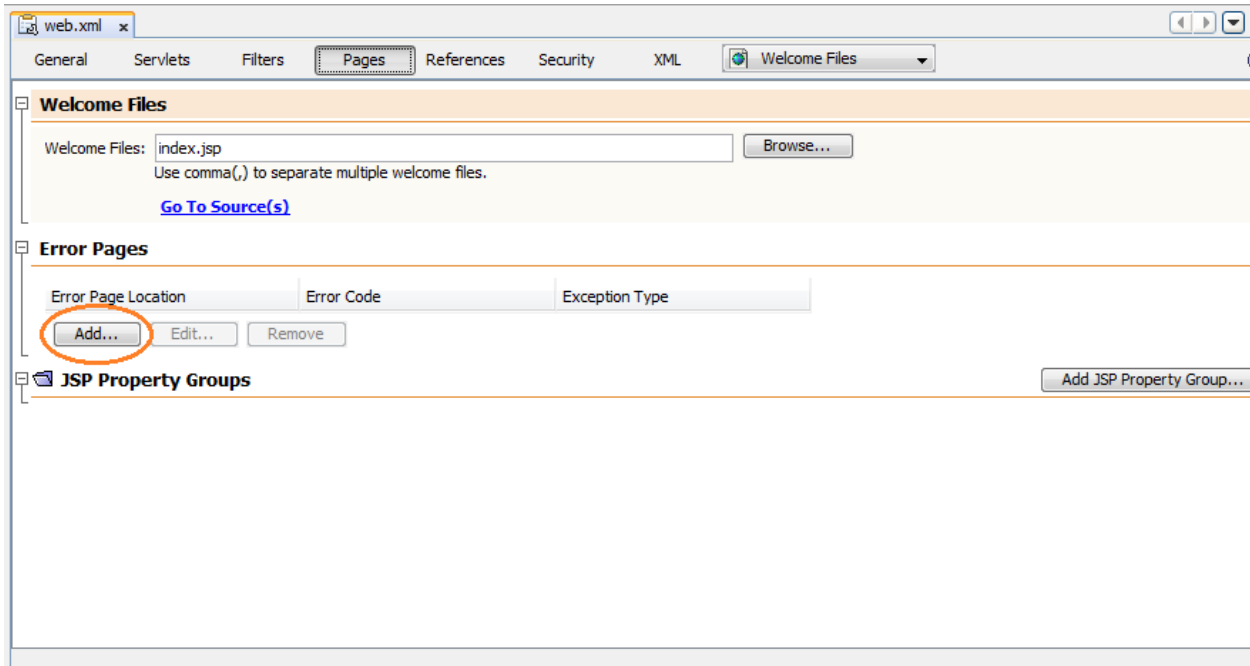 web.xml x
General Servlets Filters Pages References Security XML Welcome Files
Welcome Files
Welcome Files: index.jsp Browse...
Use comma(,) to separate multiple welcome files.
Go To Source(s)
Error Pages
Error Page Location Error Code Exception Type
Add... Edit... Remove
JSP Property Groups Add JSP Property Group...